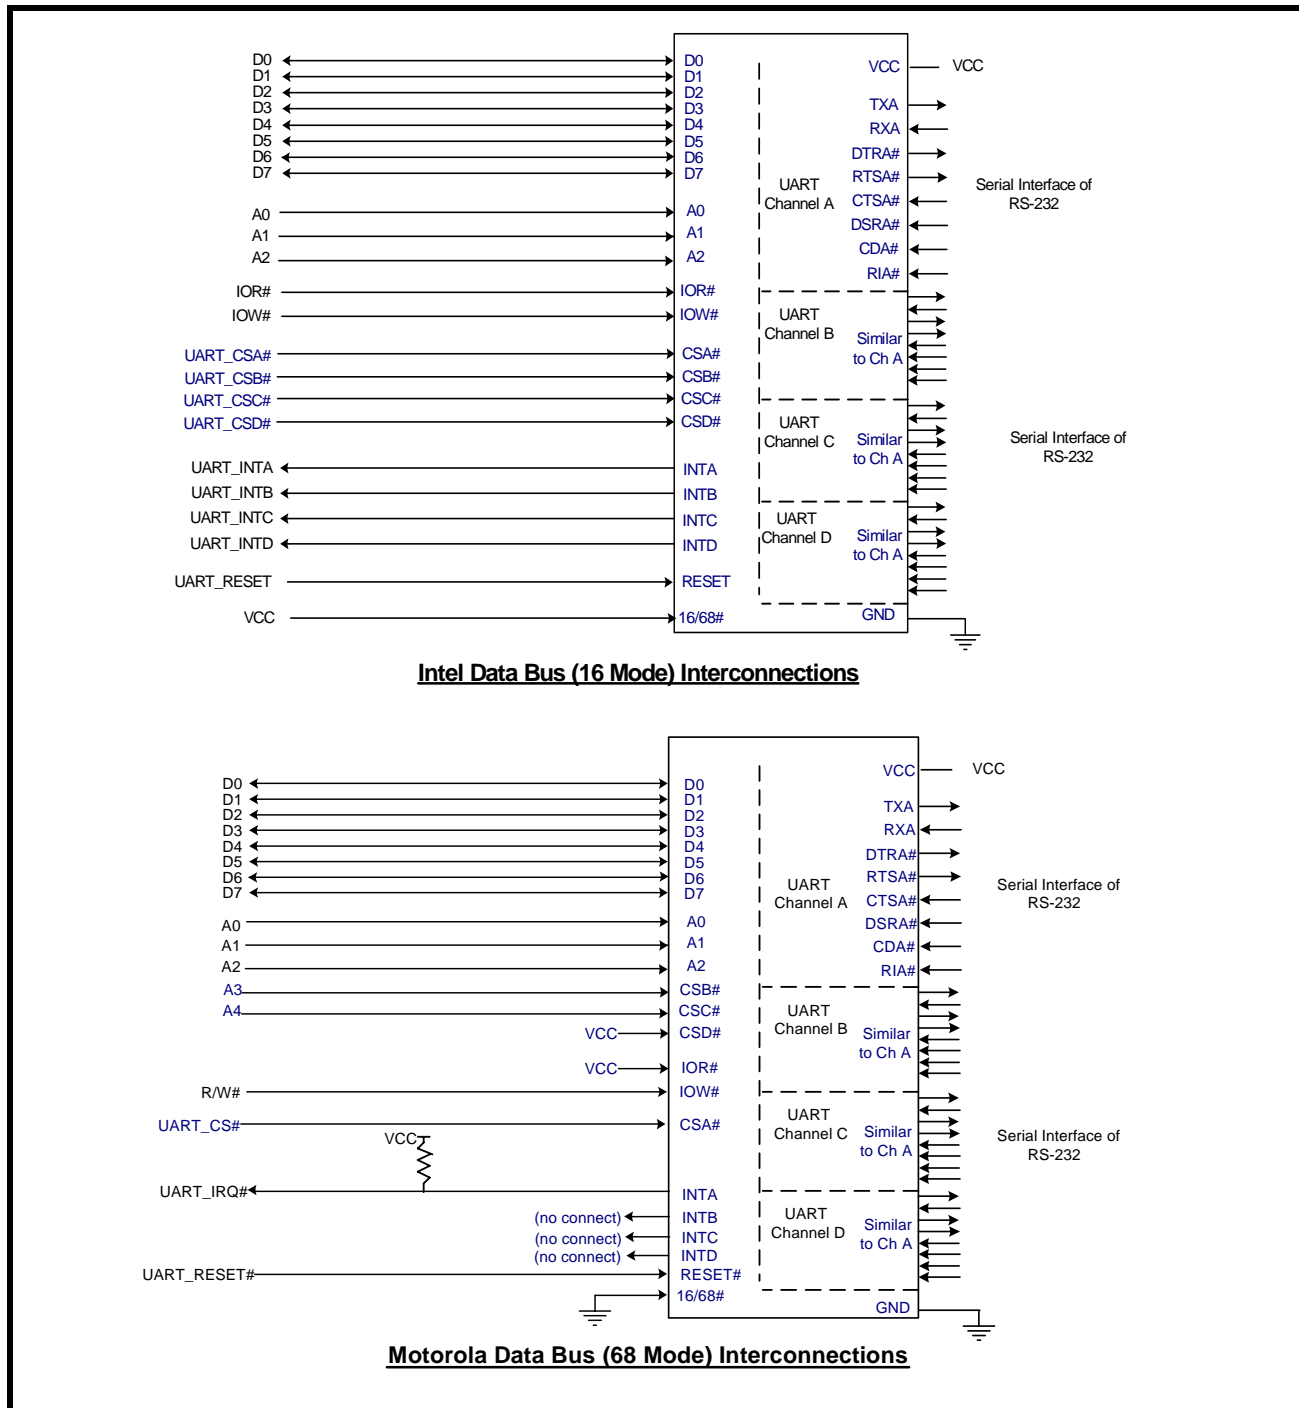 D0 D0 VCC VCC
D1 D1
D2 D2
D3 D3 TXA
D4 D4 RXA
D5 D5
D6 D6 DTRA#
D7 D7 RTSA#
UART
Channel A
CTSA#
Serial Interface of
RS-232
A0 A0 DSRA#
A1 A1 CDA#
A2 A2 RIA#
IOR# IOR#
IOW# IOW#
UART
Channel B
Similar
to Ch A
UART_CSA# CSA#
UART_CSB# CSB#
UART_CSC# CSC#
UART_CSD# CSD#
UART
Channel C
Similar
to Ch A
Serial Interface of
RS-232
UART_INTA INTA
UART_INTB INTB
UART_INTC INTC
UART_INTD INTD
UART
Channel D
Similar
to Ch A
UART_RESET RESET
VCC 16/68# GND
Intel Data Bus (16 Mode) Interconnections
VCC VCC
D0 D0
D1 D1
D2 D2 TXA
D3 D3 RXA
D4 D4 DTRA#
D5 D5
D6 D6 RTSA#
D7 D7 CTSA#
UART
Channel A
Serial Interface of
RS-232
A0 A0 DSRA#
A1 A1 CDA#
A2 A2 RIA#
A3 CSB#
A4 CSC#
VCC CSD#
UART
Channel B
Similar
to Ch A
VCC IOR#
R/W# IOW#
UART_CS# CSA#
VCC
UART
Channel C
Similar
to Ch A
Serial Interface of
RS-232
UART_IRQ# INTA
(no connect) INTB
(no connect) INTC
(no connect) INTD
UART
Channel D
Similar
to Ch A
UART_RESET# RESET#
16/68#
GND
Motorola Data Bus (68 Mode) Interconnections